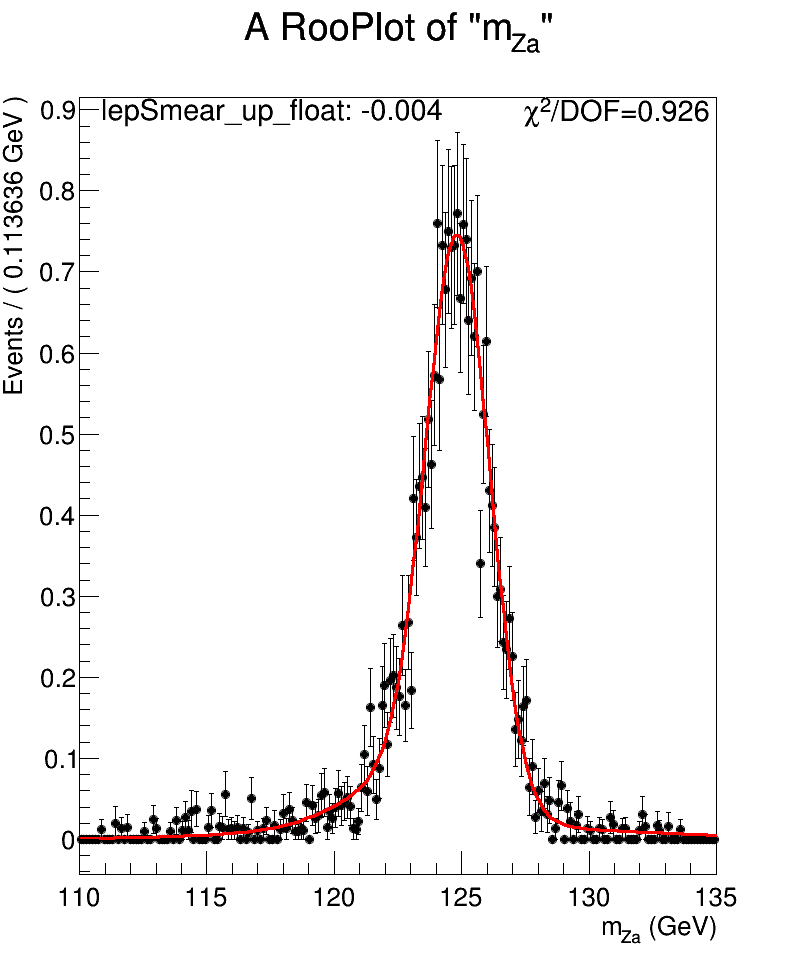 A RooPlot of "m_Za"
lepSmear_up_float: -0.004
χ²/DOF=0.926
Events / ( 0.113636 GeV )
0.9
0.8
0.7
0.6
0.5
0.4
0.3
0.2
0.1
0
110 115 120 125 130 135
m_Za (GeV)